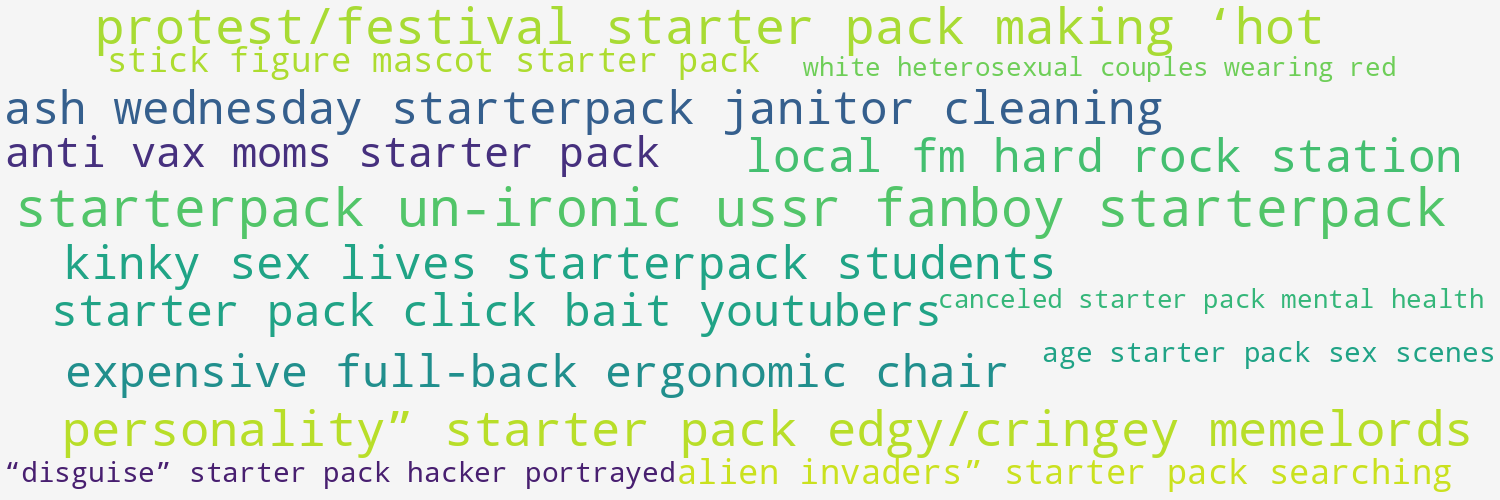 protest/festival starter pack making ‘hot
stick figure mascot starter pack
white heterosexual couples wearing red
ash wednesday starterpack janitor cleaning
anti vax moms starter pack
local fm hard rock station
starterpack un-ironic ussr fanboy starterpack
kinky sex lives starterpack students
starter pack click bait youtubers
canceled starter pack mental health
age starter pack sex scenes
expensive full-back ergonomic chair
personality” starter pack edgy/cringey memelords
“disguise” starter pack hacker portrayed
alien invaders” starter pack searching